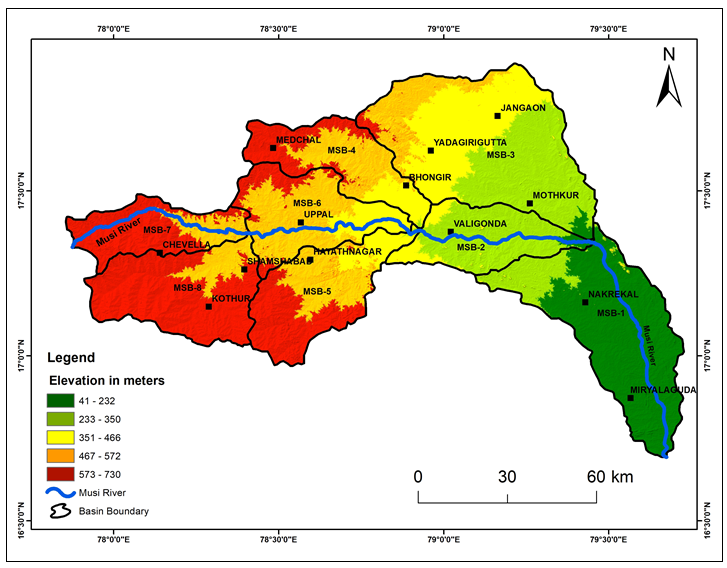 78°0'0"E 78°30'0"E 79°0'0"E 79°30'0"E
N
JANGAON
MEDCHAL
YADAGIRIGUTTA
MSB-4
MSB-3
BHONGIR
17°30'0"N
17°30'0"N
MOTHKUR
MSB-6
UPPAL
Musi River
MSB-7
VALIGONDA
CHEVELLA
HAYATHNAGAR
MSB-2
SHAMSHABAD
MSB-8
MSB-5
NAKREKAL
KOTHUR
MSB-1
Musi River
17°0'0"N
17°0'0"N
MIRYALAGUDA
Legend
Elevation in meters
41 - 232
233 - 350
351 - 466
467 - 572
573 - 730
Musi River
Basin Boundary
0 30 60 km
16°30'0"N
16°30'0"N
78°0'0"E 78°30'0"E 79°0'0"E 79°30'0"E